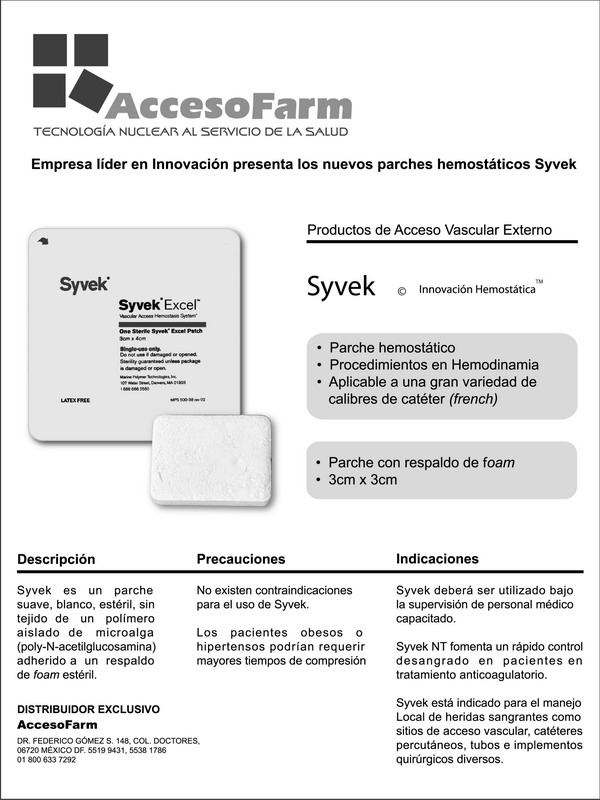 AccesoFarm
TECNOLOGÍA NUCLEAR AL SERVICIO DE LA SALUD
Empresa líder en Innovación presenta los nuevos parches hemostáticos Syvek
Syvek
Syvek Excel™
Vascular Access Hemostasis System
One Sterile Syvek Excel Patch
3cm x 4cm
Single-use only.
Do not use if damaged or opened.
Sterility guaranteed unless package
is damaged or open.
Marine Polymer Technologies, Inc.
107 Water Street, Danvers, MA 01923
LATEX FREE
Productos de Acceso Vascular Externo
Syvek © Innovación Hemostática™
• Parche hemostático
• Procedimientos en Hemodinamia
• Aplicable a una gran variedad de
calibres de catéter (french)
• Parche con respaldo de foam
• 3cm x 3cm
Descripción
Syvek es un parche
suave, blanco, estéril, sin
tejido de un polímero
aislado de microalga
(poly-N-acetilglucosamina)
adherido a un respaldo
de foam estéril.
Precauciones
No existen contraindicaciones
para el uso de Syvek.
Los pacientes obesos o
hipertensos podrían requerir
mayores tiempos de compresión
Indicaciones
Syvek deberá ser utilizado bajo
la supervisión de personal médico
capacitado.
Syvek NT fomenta un rápido control
desangrado en pacientes en
tratamiento anticoagulatorio.
Syvek está indicado para el manejo
Local de heridas sangrantes como
sitios de acceso vascular, catéteres
percutáneos, tubos e implementos
quirúrgicos diversos.
DISTRIBUIDOR EXCLUSIVO
AccesoFarm
DR. FEDERICO GÓMEZ S. 148, COL. DOCTORES,
06720 MÉXICO DF. 5519 9431, 5538 1786
01 800 633 7292